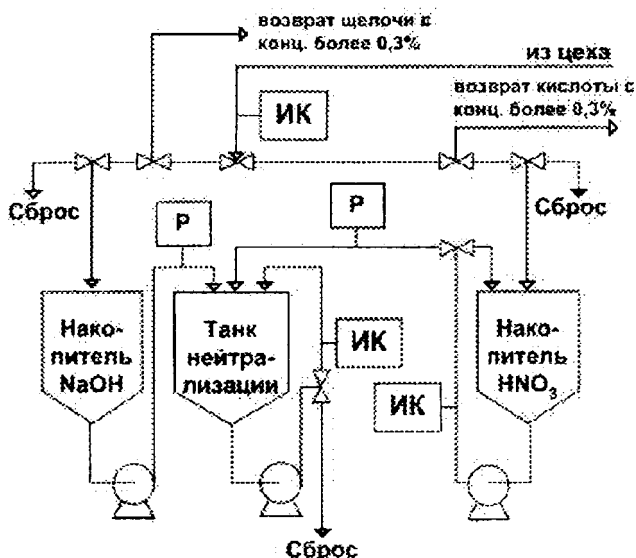 возврат щелочи с
конц. более 0,3%
из цеха
возврат кислоты с
конц. более 0,3%
ИК
Сброс
Сброс
Р
Р
Нако-
питель
NaOH
Танк
нейтра-
лизации
ИК
ИК
Нако-
питель
HNO₃
Сброс